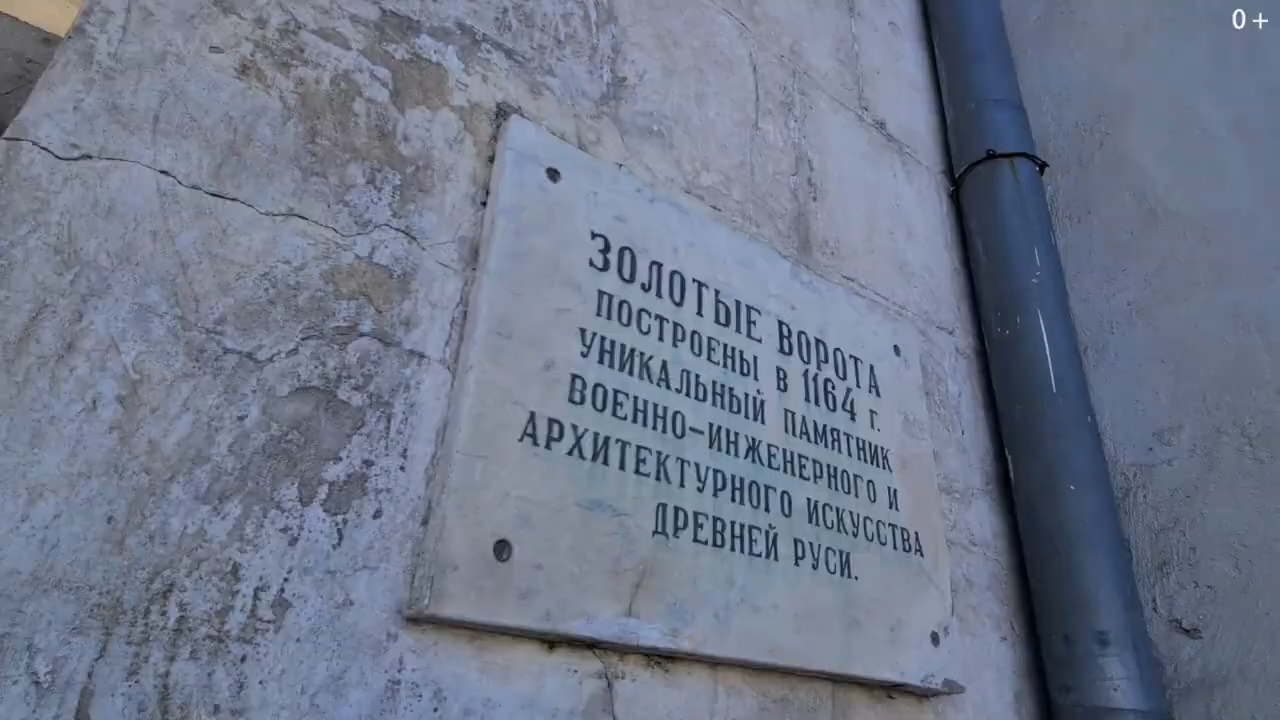 0+
ЗОЛОТЫЕ ВОРОТА
ПОСТРОЕНЫ В 1164 Г.
УНИКАЛЬНЫЙ ПАМЯТНИК
ВОЕННО-ИНЖЕНЕРНОГО И
АРХИТЕКТУРНОГО ИСКУССТВА
ДРЕВНЕЙ РУСИ.